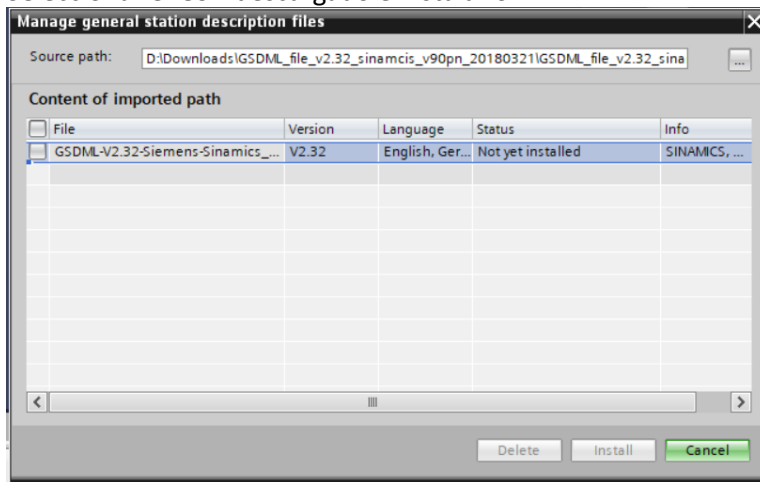 Manage general station description files
Source path: D:\Downloads\GSDML_file_v2.32_sinamcis_v90pn_20180321\GSDML_file_v2.32_sina ...
Content of imported path
File Version Language Status Info
GSDML-V2.32-Siemens-Sinamics_... V2.32 English, Ger... Not yet installed SINAMICS, ...
Delete Install Cancel